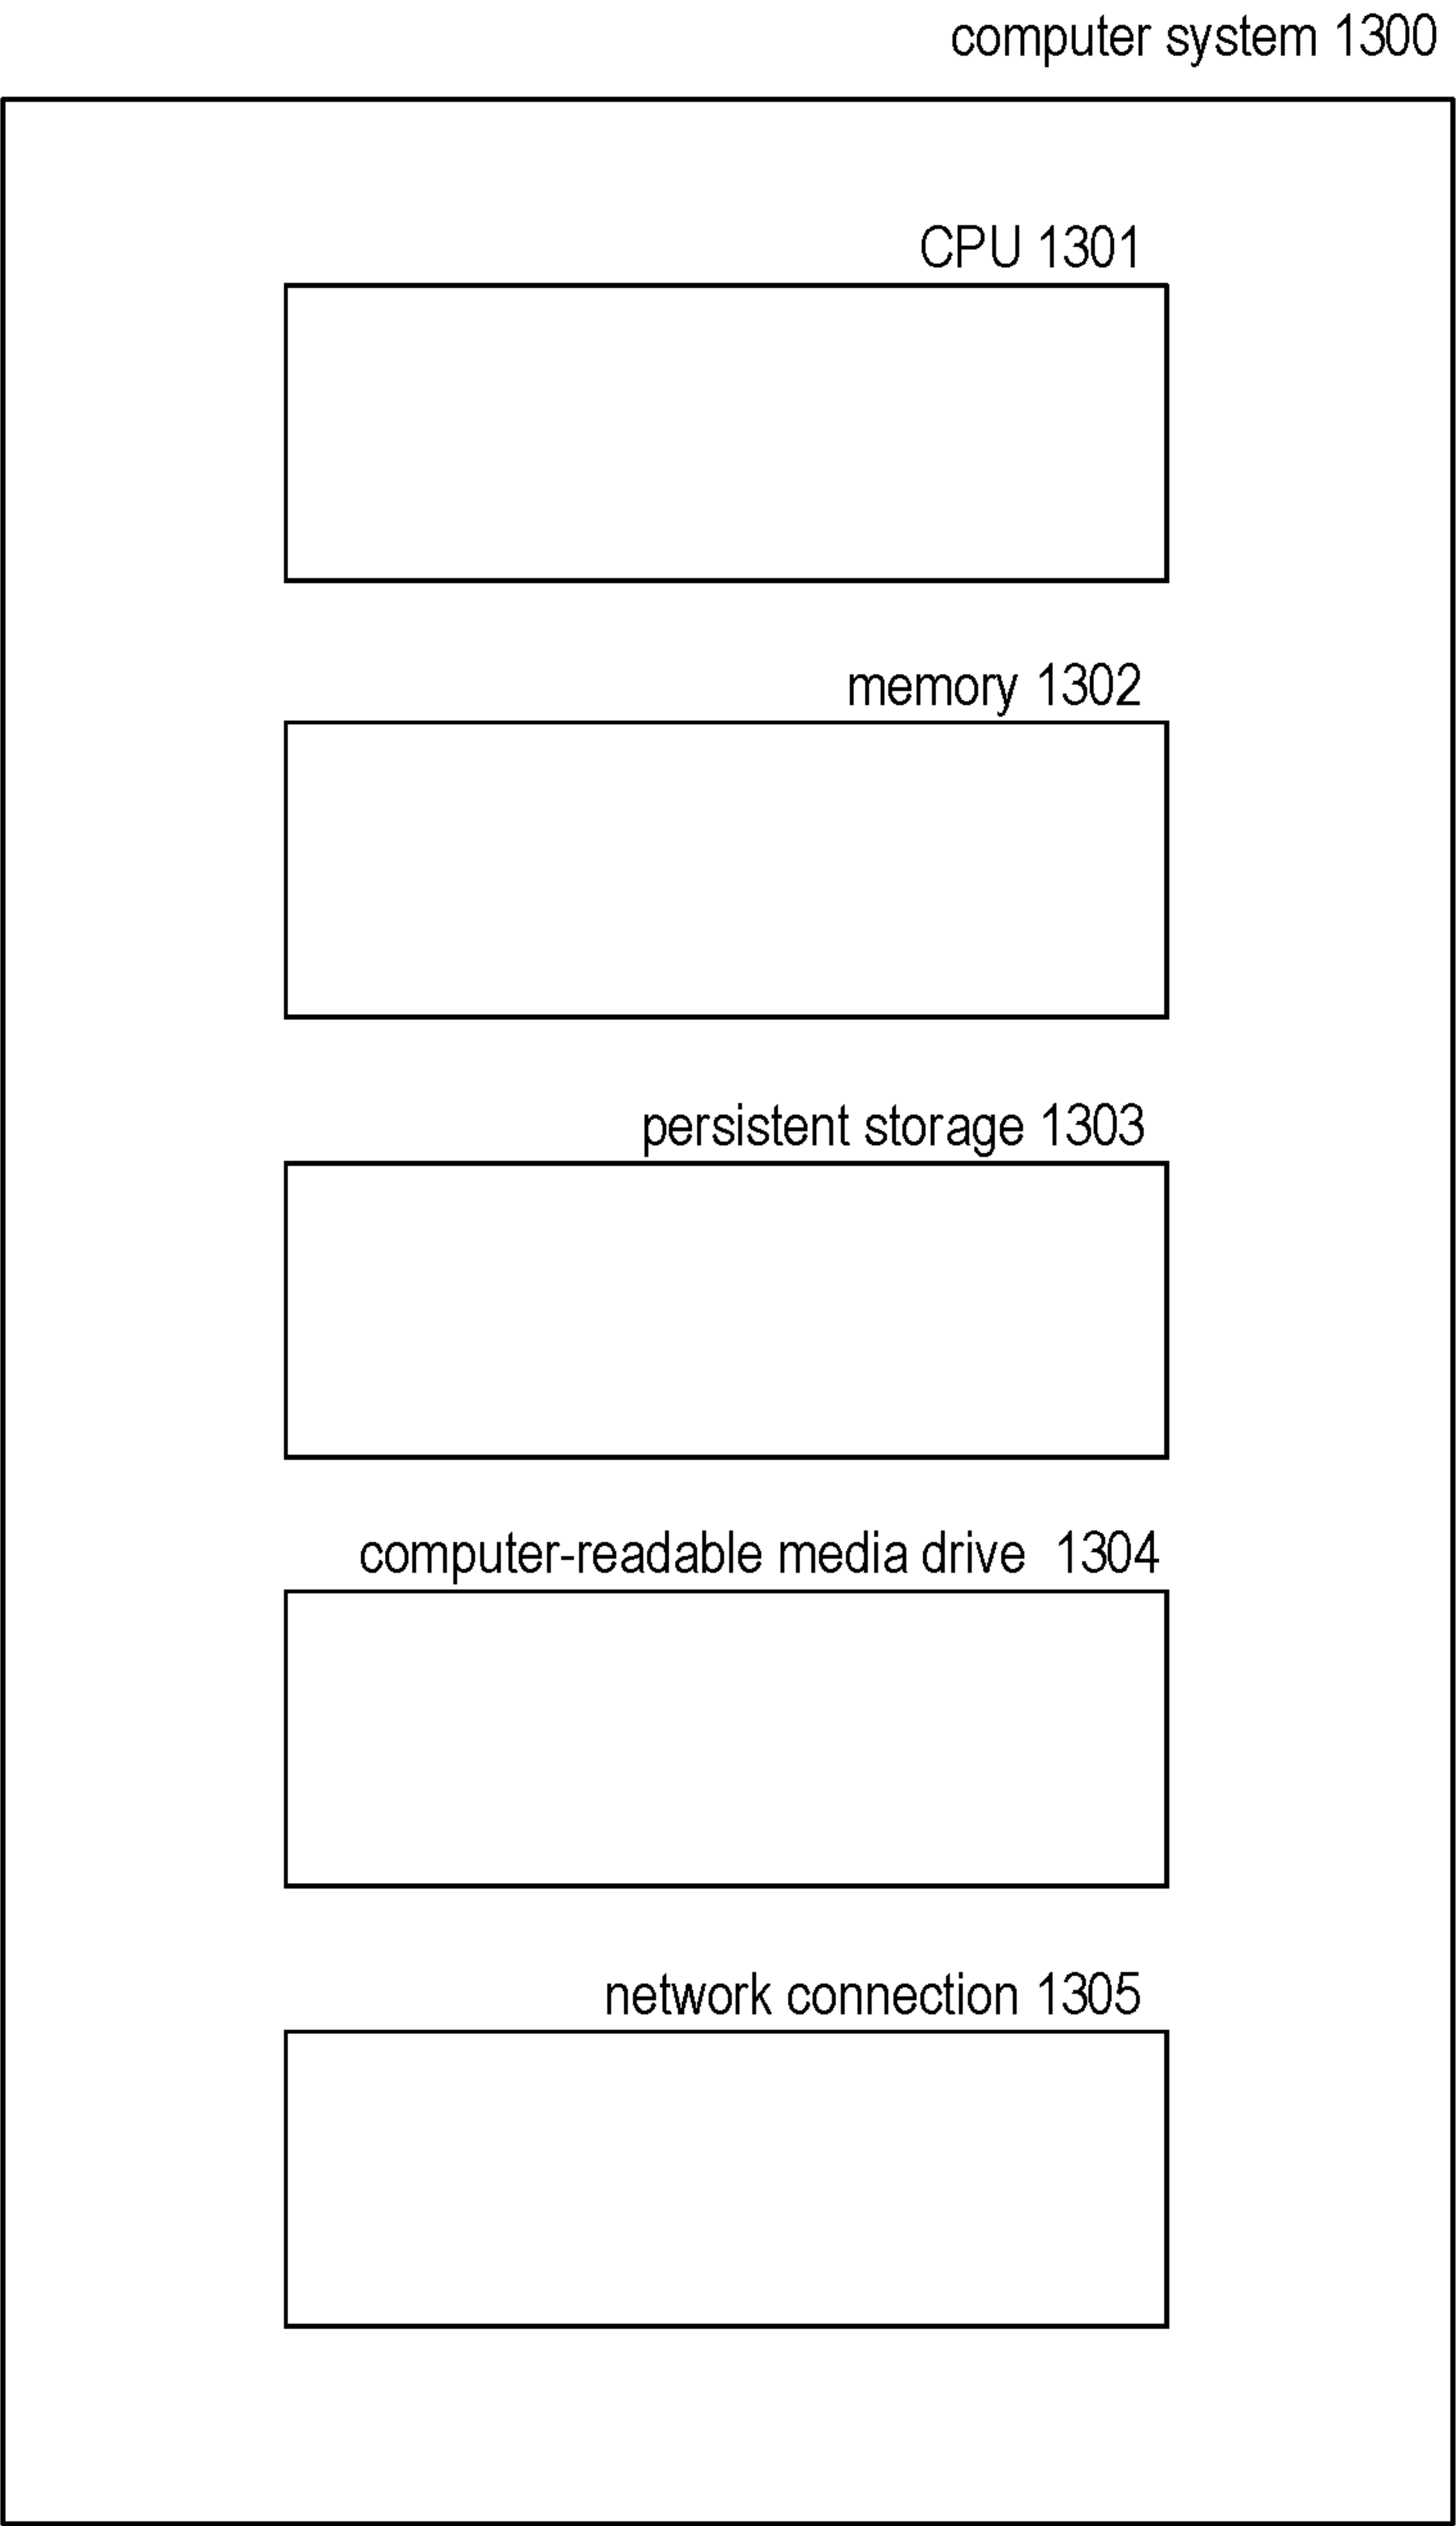 computer system 1300
CPU 1301
memory 1302
persistent storage 1303
computer-readable media drive 1304
network connection 1305